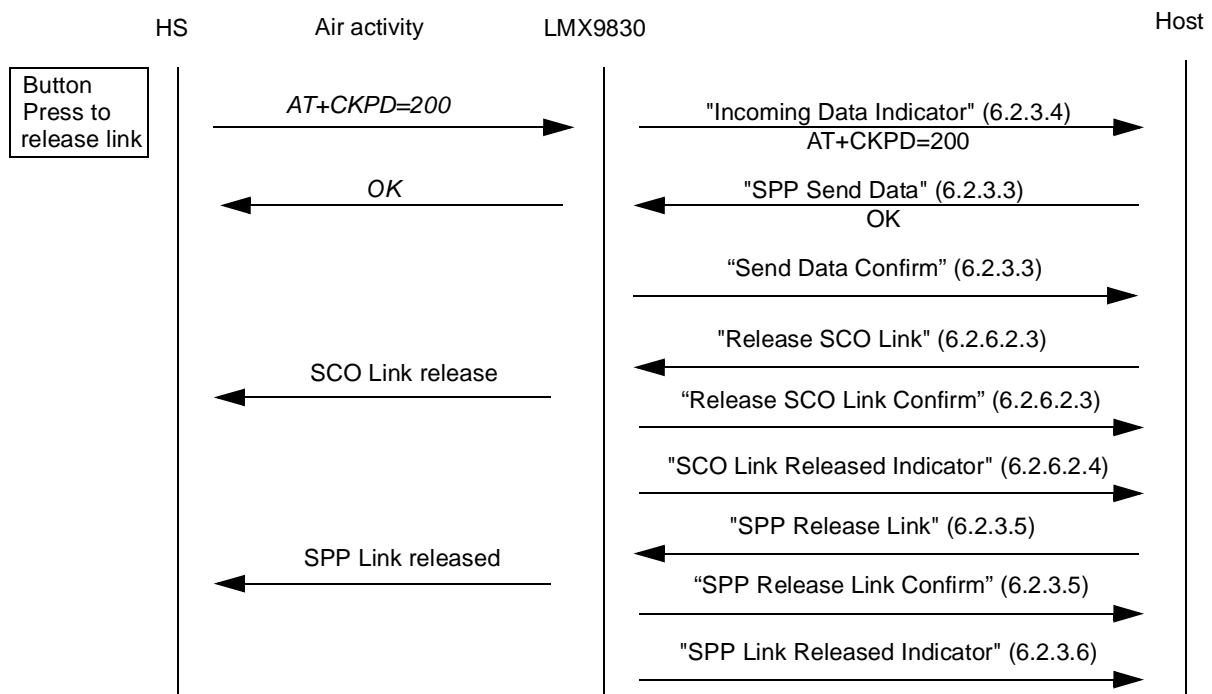 HS Air activity LMX9830 Host
Button
Press to
release link
AT+CKPD=200
"Incoming Data Indicator" (6.2.3.4)
AT+CKPD=200
OK
"SPP Send Data" (6.2.3.3)
OK
“Send Data Confirm” (6.2.3.3)
"Release SCO Link" (6.2.6.2.3)
SCO Link release
“Release SCO Link Confirm” (6.2.6.2.3)
"SCO Link Released Indicator" (6.2.6.2.4)
"SPP Release Link" (6.2.3.5)
SPP Link released
“SPP Release Link Confirm” (6.2.3.5)
"SPP Link Released Indicator" (6.2.3.6)